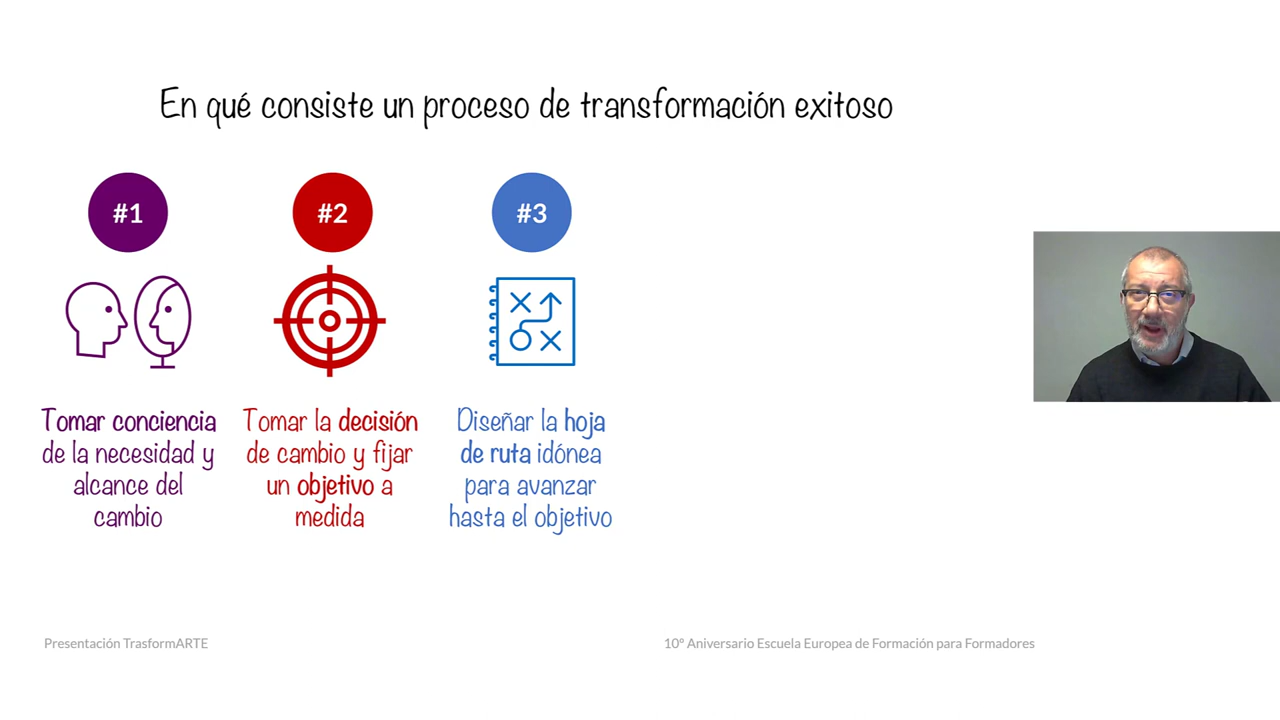 En qué consiste un proceso de transformación exitoso
#1
#2
#3
Tomar conciencia
de la necesidad y
alcance del
cambio
Tomar la decisión
de cambio y fijar
un objetivo a
medida
Diseñar la hoja
de ruta idónea
para avanzar
hasta el objetivo
Presentación TrasformARTE
10º Aniversario Escuela Europea de Formación para Formadores